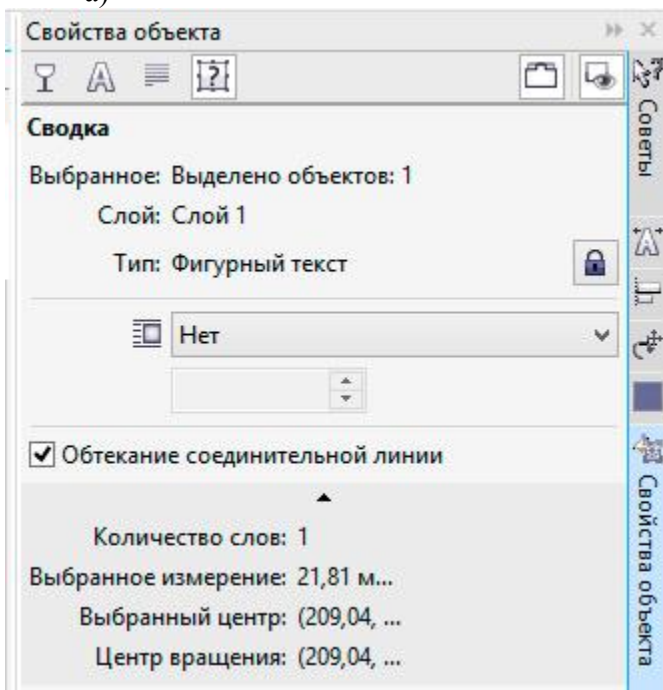 а)
Свойства объекта
Сводка
Выбранное: Выделено объектов: 1
Слой: Слой 1
Тип: Фигурный текст
Нет
Обтекание соединительной линии
Количество слов: 1
Выбранное измерение: 21,81 м...
Выбранный центр: (209,04, ...
Центр вращения: (209,04, ...
Советы
Свойства объекта